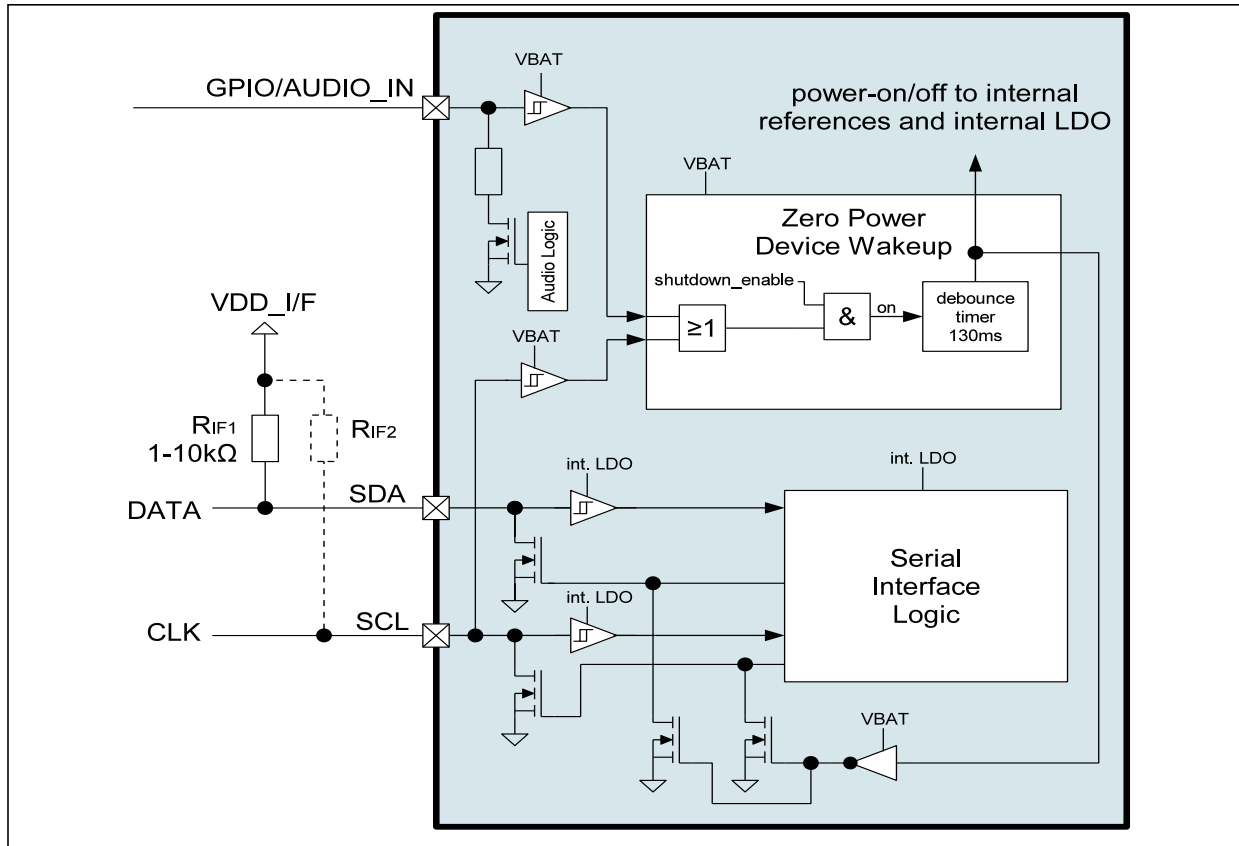 VBAT
GPIO/AUDIO_IN
power-on/off to internal
references and internal LDO
VBAT
Zero Power
Device Wakeup
Audio Logic
shutdown_enable
VDD_I/F
≥1
&
on
debounce
timer
130ms
VBAT
RIF1
1-10kΩ
RIF2
int. LDO
int. LDO
SDA
DATA
Serial
Interface
Logic
int. LDO
SCL
CLK
VBAT